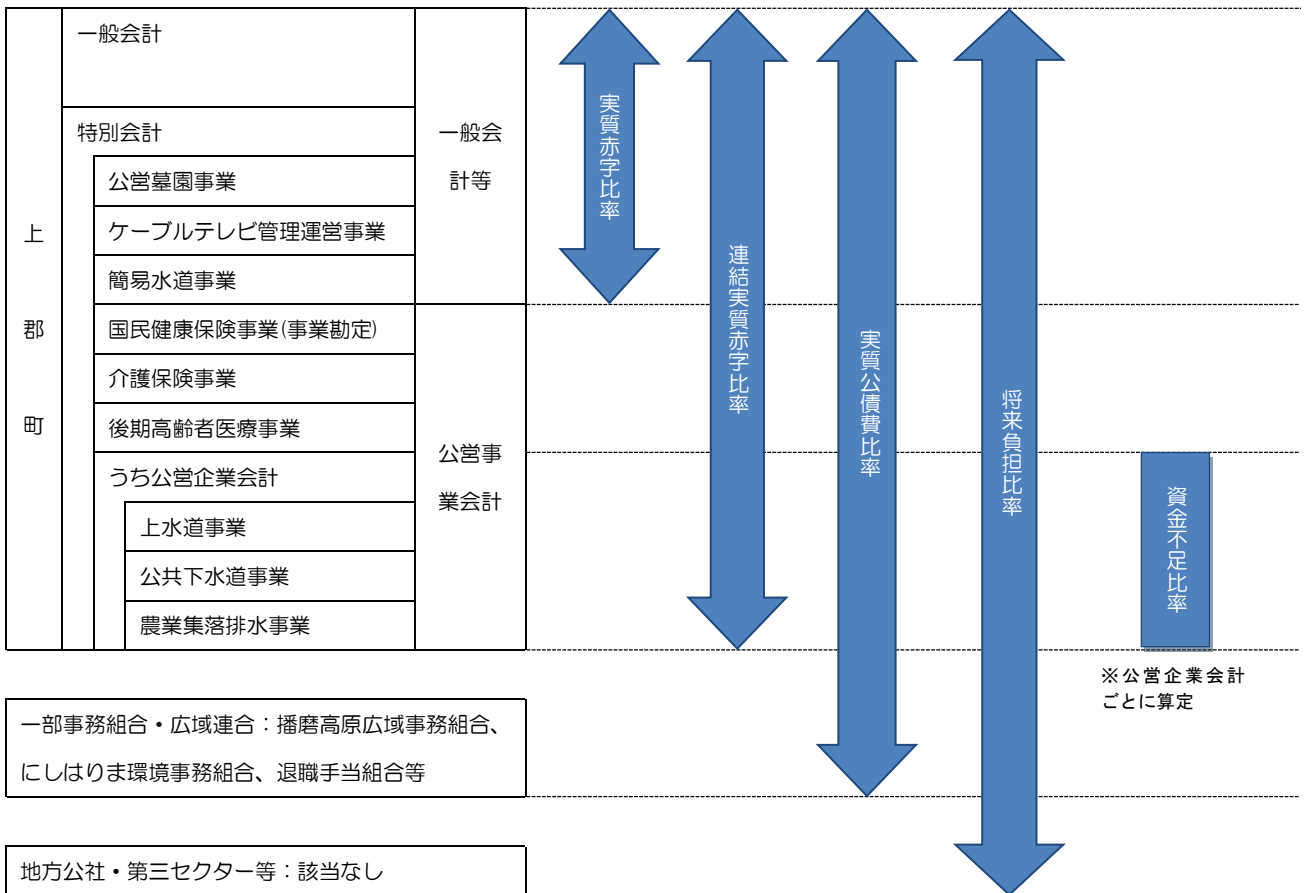 一般会計
特別会計
公営墓園事業
ケーブルテレビ管理運営事業
簡易水道事業
国民健康保険事業(事業勘定)
介護保険事業
後期高齢者医療事業
うち公営企業会計
上水道事業
公共下水道事業
農業集落排水事業
上
郡
町
一般会
計等
公営事
業会計
実質赤字比率
連結実質赤字比率
実質公債費比率
将来負担比率
資金不足比率
※公営企業会計
ごとに算定
一部事務組合・広域連合：播磨高原広域事務組合、
にしはりま環境事務組合、退職手当組合等
地方公社・第三セクター等：該当なし